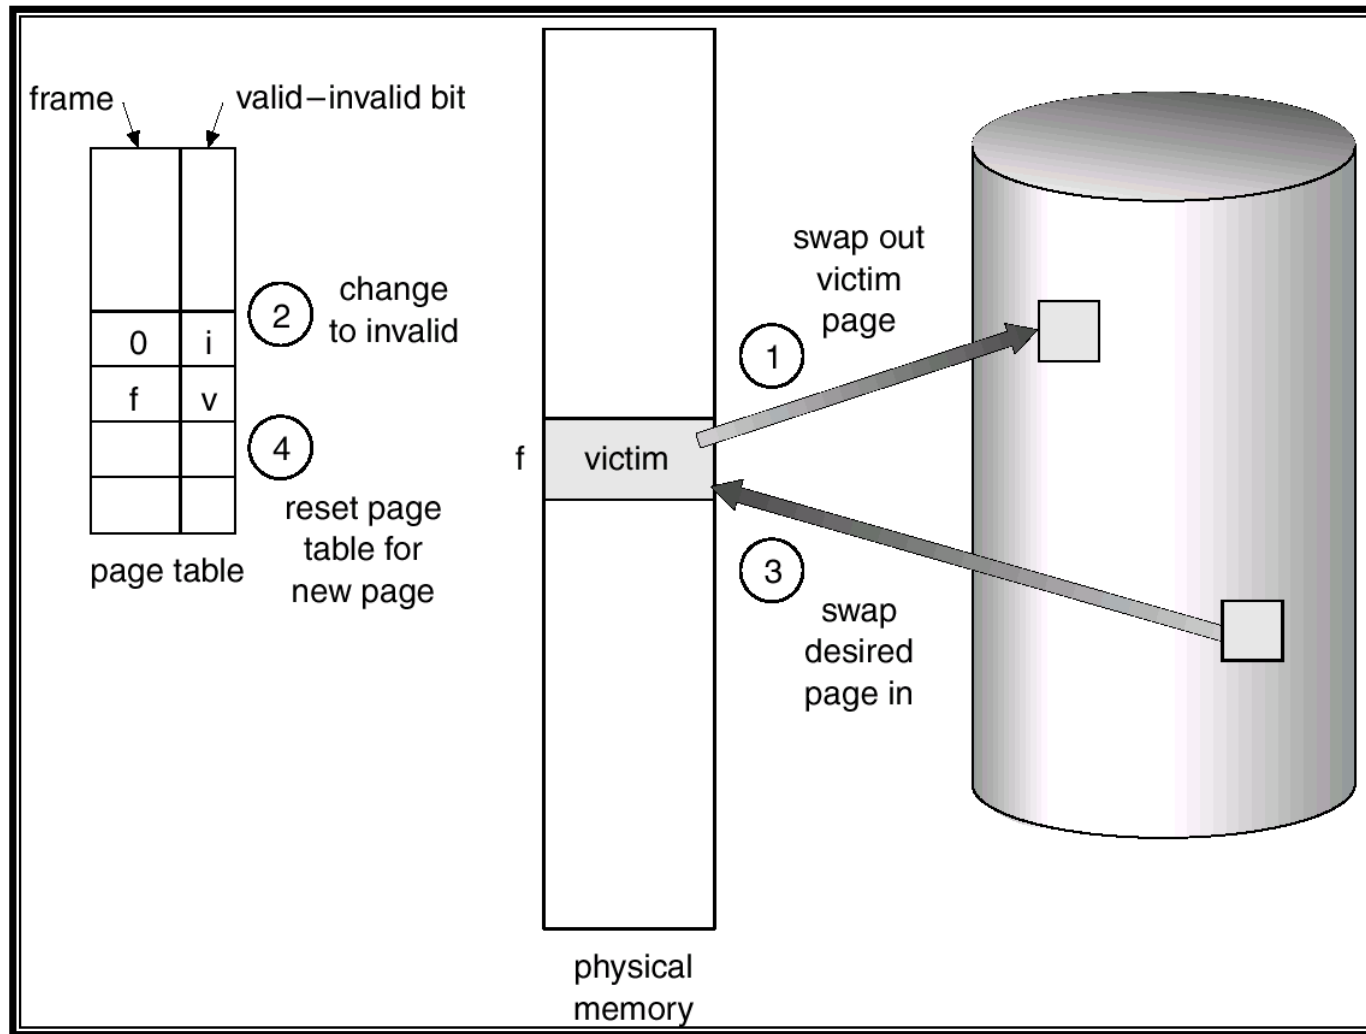 frame
valid–invalid bit
0
i
f
v
2
change
to invalid
4
reset page
table for
new page
page table
f
victim
physical
memory
1
swap out
victim
page
3
swap
desired
page in